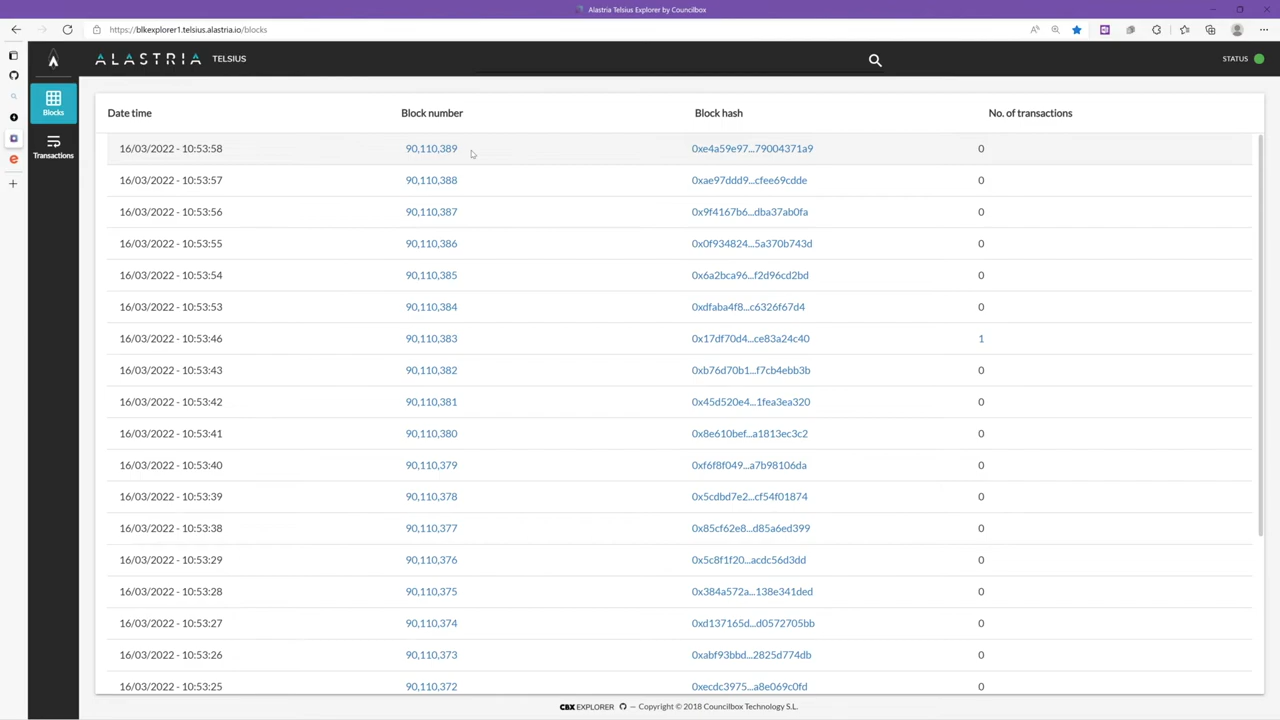 Alastria Telsius Explorer by Councilbox
https://blkexplorer1.telsius.alastria.io/blocks
ALASTRIA TELSIUS
STATUS
Blocks
Transactions
Date time Block number Block hash No. of transactions
16/03/2022 - 10:53:58 90,110,389 0xe4a59e97...79004371a9 0
16/03/2022 - 10:53:57 90,110,388 0xae97ddd9...cfee69cdde 0
16/03/2022 - 10:53:56 90,110,387 0x9f4167b6...dba37ab0fa 0
16/03/2022 - 10:53:55 90,110,386 0x0f934824...5a370b743d 0
16/03/2022 - 10:53:54 90,110,385 0x6a2bca96...f2d96cd2bd 0
16/03/2022 - 10:53:53 90,110,384 0xdfaba4f8...c6326f67d4 0
16/03/2022 - 10:53:46 90,110,383 0x17df70d4...ce83a24c40 1
16/03/2022 - 10:53:43 90,110,382 0xb76d70b1...f7cb4ebb3b 0
16/03/2022 - 10:53:42 90,110,381 0x45d520e4...1fea3ea320 0
16/03/2022 - 10:53:41 90,110,380 0x8e610bef...a1813ec3c2 0
16/03/2022 - 10:53:40 90,110,379 0xf6f8f049...a7b98106da 0
16/03/2022 - 10:53:39 90,110,378 0x5cdbd7e2...cf54f01874 0
16/03/2022 - 10:53:38 90,110,377 0x85cf62e8...d85a6ed399 0
16/03/2022 - 10:53:29 90,110,376 0x5c8f1f20...acdc56d3dd 0
16/03/2022 - 10:53:28 90,110,375 0x384a572a...138e341ded 0
16/03/2022 - 10:53:27 90,110,374 0xd137165d...d0572705bb 0
16/03/2022 - 10:53:26 90,110,373 0xabf93bbd...2825d774db 0
16/03/2022 - 10:53:25 90,110,372 0xecdc3975...a8e069c0fd 0
CBX EXPLORER — Copyright © 2018 Councilbox Technology S.L.